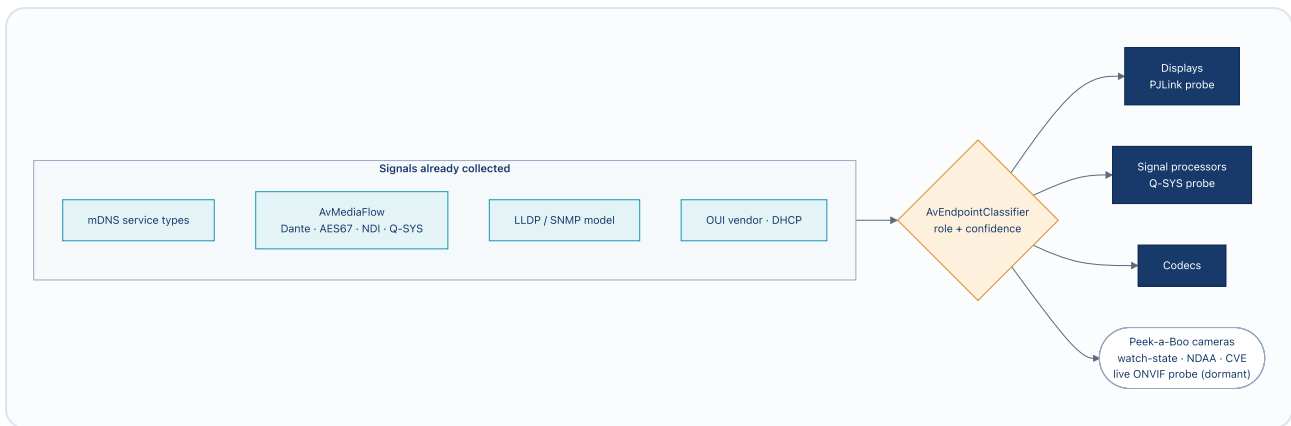 Signals already collected
mDNS service types
AvMediaFlow
Dante · AES67 · NDI · Q-SYS
LLDP / SNMP model
OUI vendor · DHCP
AvEndpointClassifier
role + confidence
Displays
PJLink probe
Signal processors
Q-SYS probe
Codecs
Peek-a-Boo cameras
watch-state · NDAA · CVE
live ONVIF probe (dormant)